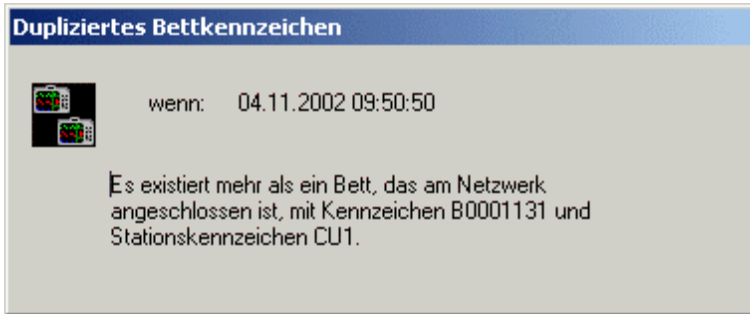 Dupliziertes Bettkennzeichen
wenn: 04.11.2002 09:50:50
Es existiert mehr als ein Bett, das am Netzwerk
angeschlossen ist, mit Kennzeichen B0001131 und
Stationskennzeichen CU1.